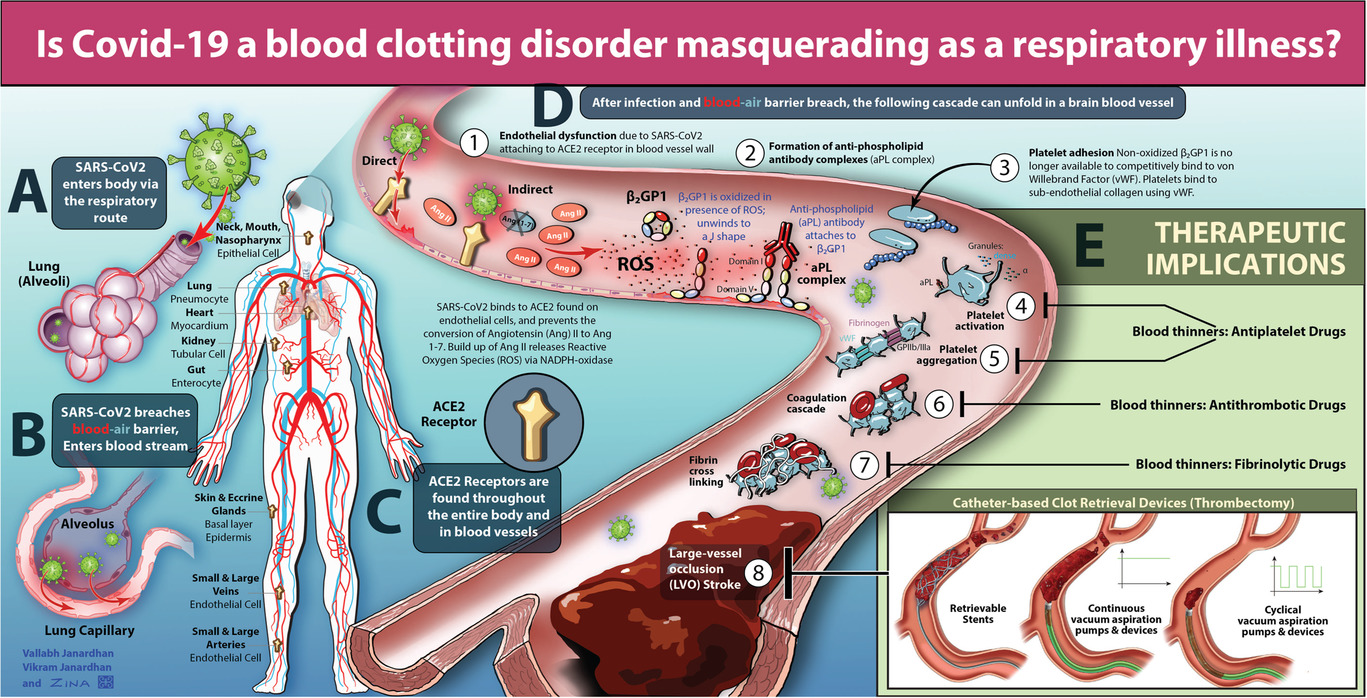 Is Covid-19 a blood clotting disorder masquerading as a respiratory illness?
A
SARS-CoV2
enters body via
the respiratory
route
Lung
(Alveoli)
Neck, Mouth,
Nasopharynx
Epithelial Cell
Lung
Pneumocyte
Heart
Myocardium
Kidney
Tubular Cell
Gut
Enterocyte
B
SARS-CoV2 breaches
blood-air barrier,
Enters blood stream
Alveolus
Lung Capillary
Skin & Eccrine
Glands
Basal layer
Epidermis
Small & Large
Veins
Endothelial Cell
Small & Large
Arteries
Endothelial Cell
Vallabh Janardhan
Vikram Janardhan
and ZINA
ACE2
Receptor
C
ACE2 Receptors are
found throughout
the entire body and
in blood vessels
D
After infection and blood-air barrier breach, the following cascade can unfold in a brain blood vessel
1
Endothelial dysfunction due to SARS-CoV2
attaching to ACE2 receptor in blood vessel wall
2
Formation of anti-phospholipid
antibody complexes (aPL complex)
3
Platelet adhesion Non-oxidized β₂GP1 is no
longer available to competitively bind to von
Willebrand Factor (vWF). Platelets bind to
sub-endothelial collagen using vWF.
Direct
Indirect
Ang II
Ang 1-7
Ang II
Ang II
Ang II
Ang II
ROS
β₂GP1
β₂GP1 is oxidized in
presence of ROS;
unwinds to
a J shape
Anti-phospholipid
(aPL) antibody
attaches to
β₂GP1
Domain I
Domain V
aPL
complex
SARS-CoV2 binds to ACE2 found on
endothelial cells, and prevents the
conversion of Angiotensin (Ang) II to Ang
1-7. Build up of Ang II releases Reactive
Oxygen Species (ROS) via NADPH-oxidase
Granules:
delta
α
aPL
Platelet
activation
4
Fibrinogen
vWF
GPIIb/IIIa
Platelet
aggregation
5
Coagulation
cascade
6
Fibrin
cross
linking
7
Large-vessel
occlusion
(LVO) Stroke
8
E
THERAPEUTIC
IMPLICATIONS
Blood thinners: Antiplatelet Drugs
Blood thinners: Antithrombotic Drugs
Blood thinners: Fibrinolytic Drugs
Catheter-based Clot Retrieval Devices (Thrombectomy)
Retrievable
Stents
Continuous
vacuum aspiration
pumps & devices
Cyclical
vacuum aspiration
pumps & devices